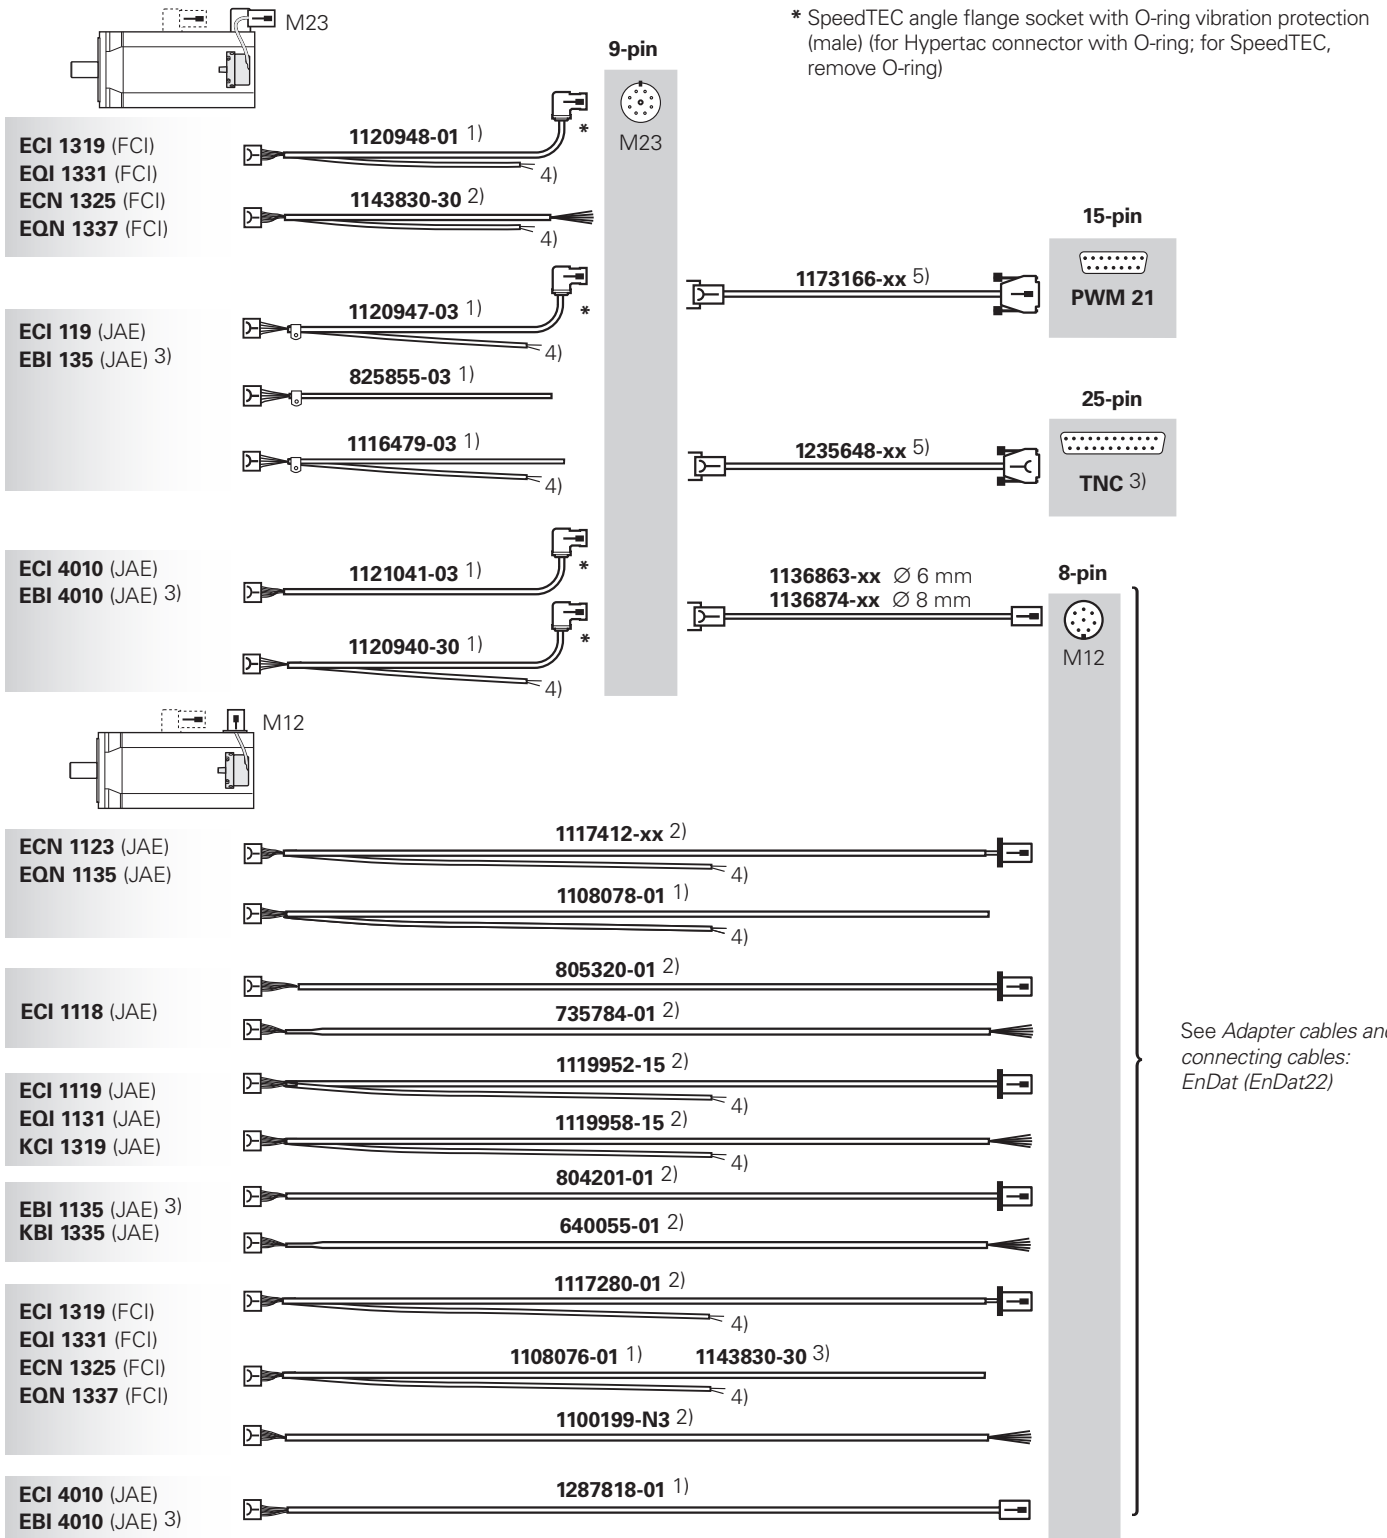 M23
* SpeedTEC angle flange socket with O-ring vibration protection
(male) (for Hypertac connector with O-ring; for SpeedTEC,
remove O-ring)
9-pin
M23
ECI 1319 (FCI)
EQI 1331 (FCI)
ECN 1325 (FCI)
EQN 1337 (FCI)
1120948-01 1)
*
4)
1143830-30 2)
4)
15-pin
PWM 21
1173166-xx 5)
ECI 119 (JAE)
EBI 135 (JAE) 3)
1120947-03 1)
*
4)
825855-03 1)
1116479-03 1)
4)
25-pin
TNC 3)
1235648-xx 5)
ECI 4010 (JAE)
EBI 4010 (JAE) 3)
1121041-03 1)
*
1120940-30 1)
*
4)
1136863-xx Ø 6 mm
1136874-xx Ø 8 mm
8-pin
M12
M12
ECN 1123 (JAE)
EQN 1135 (JAE)
1117412-xx 2)
4)
1108078-01 1)
4)
ECI 1118 (JAE)
805320-01 2)
735784-01 2)
See Adapter cables and
connecting cables:
EnDat (EnDat22)
ECI 1119 (JAE)
EQI 1131 (JAE)
KCI 1319 (JAE)
1119952-15 2)
4)
1119958-15 2)
4)
EBI 1135 (JAE) 3)
KBI 1335 (JAE)
804201-01 2)
640055-01 2)
ECI 1319 (FCI)
EQI 1331 (FCI)
ECN 1325 (FCI)
EQN 1337 (FCI)
1117280-01 2)
4)
1108076-01 1) 1143830-30 3)
4)
1100199-N3 2)
ECI 4010 (JAE)
EBI 4010 (JAE) 3)
1287818-01 1)